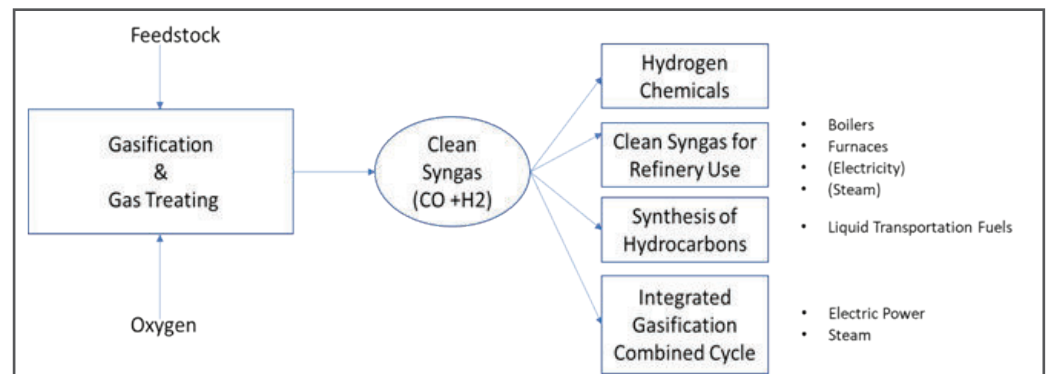 Feedstock
Gasification
&
Gas Treating
Oxygen
Clean
Syngas
(CO +H2)
Hydrogen
Chemicals
Clean Syngas for
Refinery Use
• Boilers
• Furnaces
• (Electricity)
• (Steam)
Synthesis of
Hydrocarbons
• Liquid Transportation Fuels
Integrated
Gasification
Combined Cycle
• Electric Power
• Steam